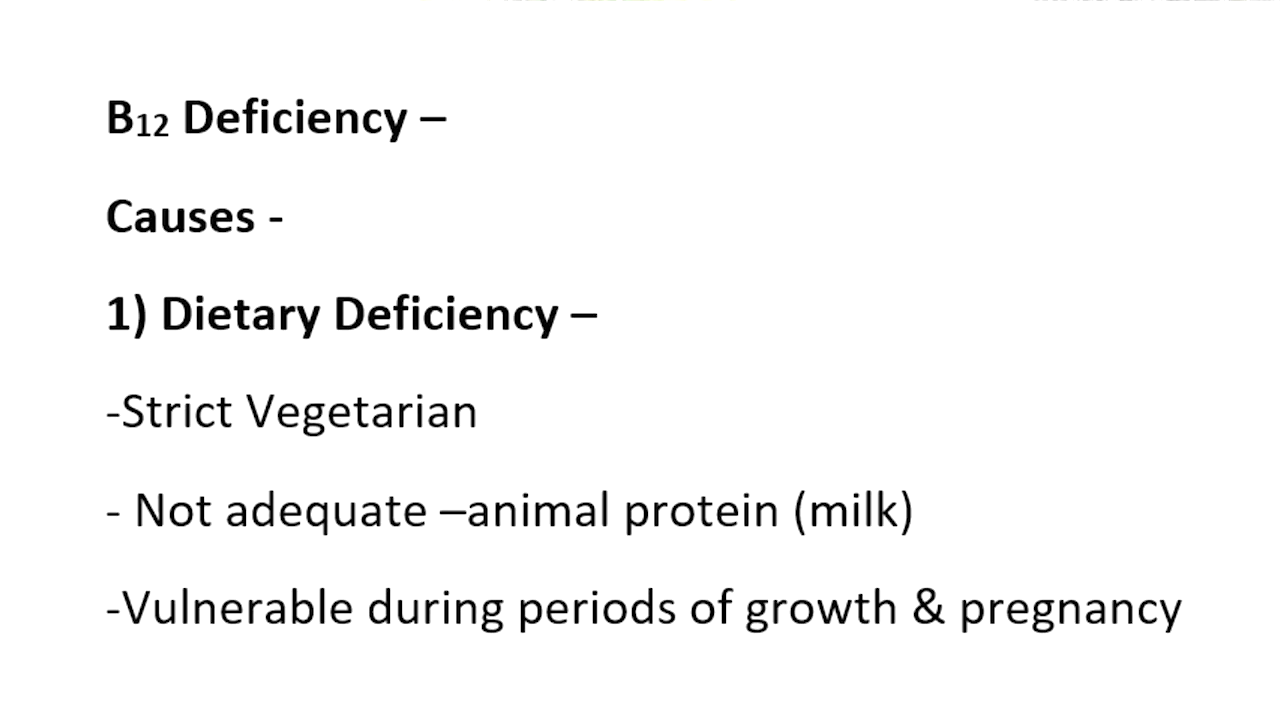 B₁₂ Deficiency –
Causes -
1) Dietary Deficiency –
-Strict Vegetarian
- Not adequate –animal protein (milk)
-Vulnerable during periods of growth & pregnancy